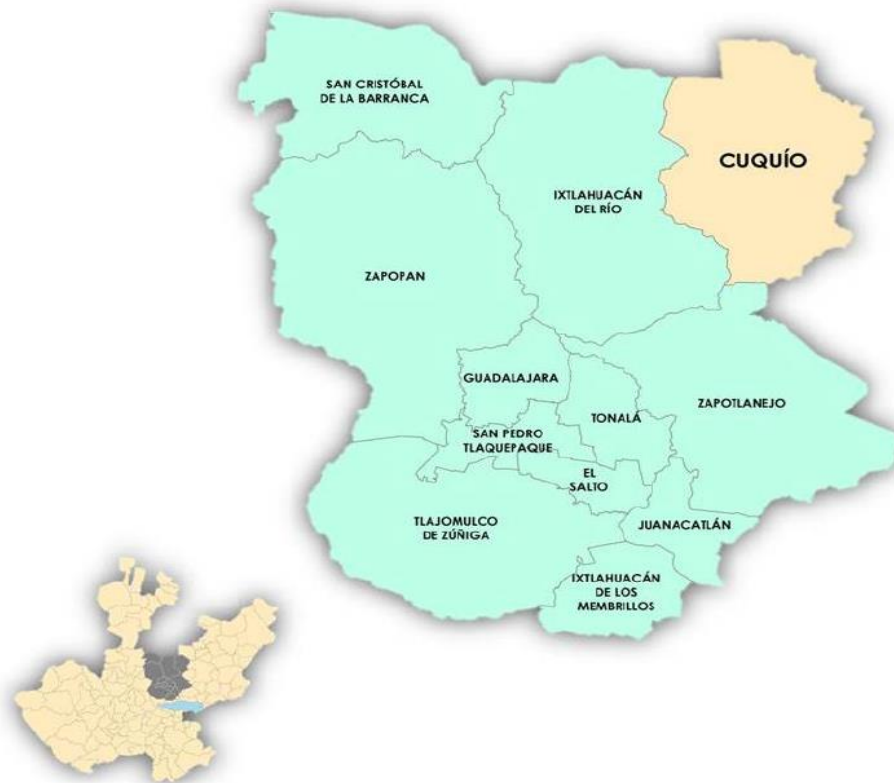 SAN CRISTÓBAL
DE LA BARRANCA
CUQUÍO
IXTLAHUACÁN
DEL RÍO
ZAPOPAN
GUADALAJARA
ZAPOTLANEJO
TONALÁ
SAN PEDRO
TLAQUEPAQUE
EL
SALTO
TLAJOMULCO
DE ZÚÑIGA
JUANACATLÁN
IXTLAHUACÁN
DE LOS
MEMBRILLOS